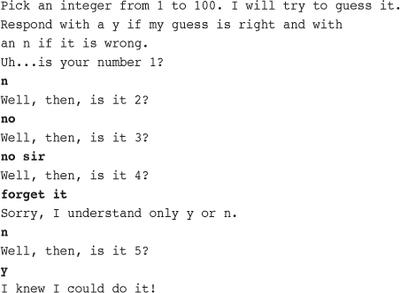 Pick an integer from 1 to 100. I will try to guess it.
Respond with a y if my guess is right and with
an n if it is wrong.
Uh...is your number 1?
n
Well, then, is it 2?
no
Well, then, is it 3?
no sir
Well, then, is it 4?
forget it
Sorry, I understand only y or n.
n
Well, then, is it 5?
y
I knew I could do it!